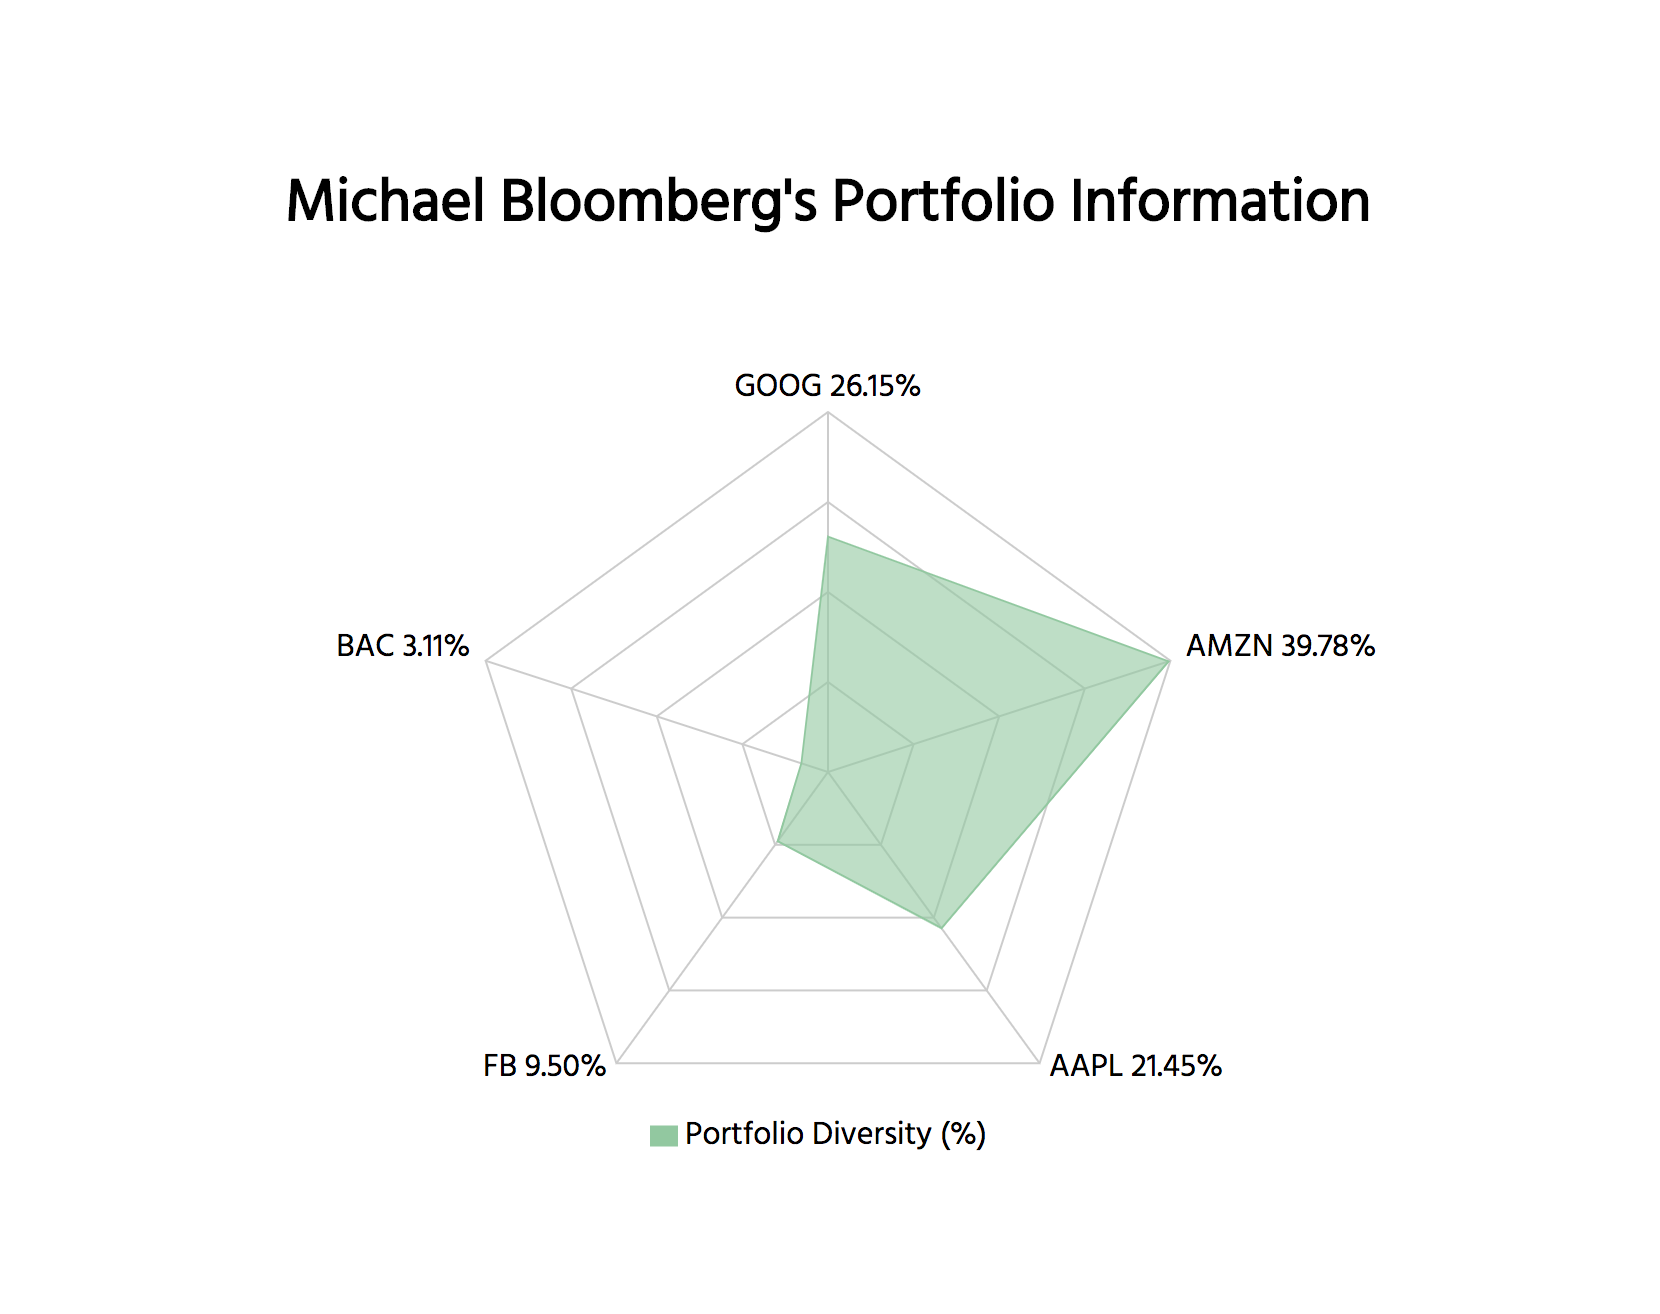 Michael Bloomberg's Portfolio Information
GOOG 26.15%
BAC 3.11%
AMZN 39.78%
FB 9.50%
AAPL 21.45%
Portfolio Diversity (%)